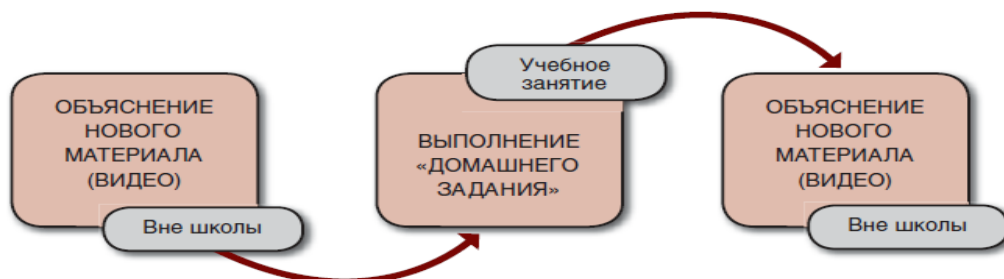 ОБЪЯСНЕНИЕ
НОВОГО
МАТЕРИАЛА
(ВИДЕО)
Вне школы
Учебное
занятие
ВЫПОЛНЕНИЕ
«ДОМАШНЕГО
ЗАДАНИЯ»
ОБЪЯСНЕНИЕ
НОВОГО
МАТЕРИАЛА
(ВИДЕО)
Вне школы